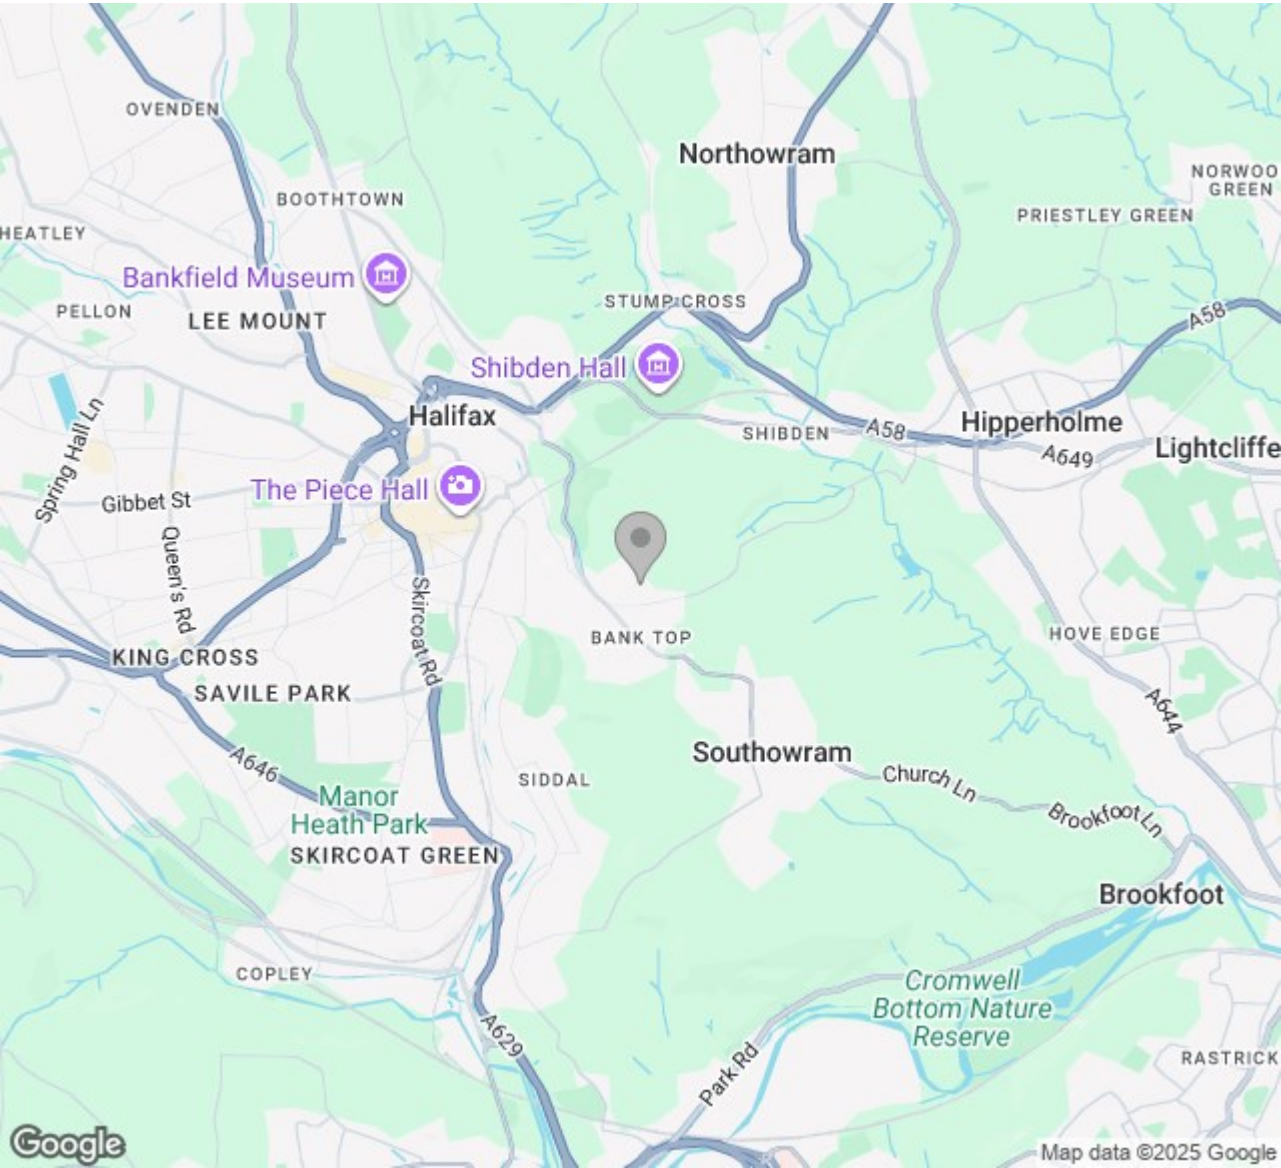 OVENDEN
Northowram
NORWOO
GREEN
BOOTHTOWN
PRIESTLEY GREEN
HEATLEY
Bankfield Museum
STUMP CROSS
PELLON
LEE MOUNT
A58
Shibden Hall
Halifax
SHIBDEN
A58
Hipperholme
A649
Lightcliffe
Spring Hall Ln
The Piece Hall
Gibbet St
Queen's Rd
Skircoat Rd
BANK TOP
HOVE EDGE
KING CROSS
SAVILE PARK
A644
A646
Southowram
SIDDAL
Church Ln
Manor
Heath Park
Brookfoot Ln
SKIRCOAT GREEN
Brookfoot
COPLEY
Cromwell
Bottom Nature
Reserve
A629
Park Rd
RASTRICK
Google
Map data ©2025 Google